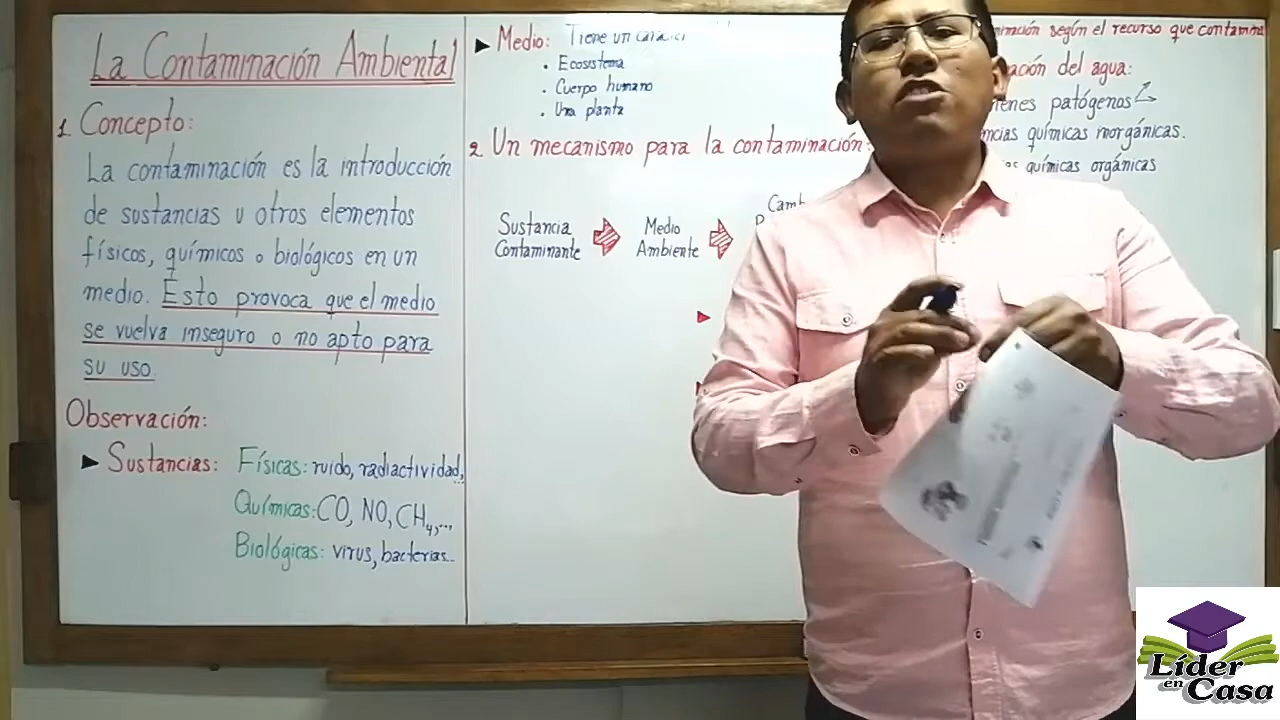 La Contaminación Ambiental
1. Concepto:
La contaminación es la introducción
de sustancias u otros elementos
físicos, químicos o biológicos en un
medio. Esto provoca que el medio
se vuelva inseguro o no apto para
su uso.
Observación:
► Sustancias: Físicas: ruido, radiactividad,..
Químicas: CO, NO, CH4,...
Biológicas: virus, bacterias...
► Medio: Tiene un
• Ecosistema
• Cuerpo humano
• Una planta
2. Un mecanismo para la contaminación:
Sustancia
Contaminante
Medio
Ambiente
según el recurso que contamina
del agua:
patógenos
químicas inorgánicas.
químicas orgánicas
Líder
en Casa